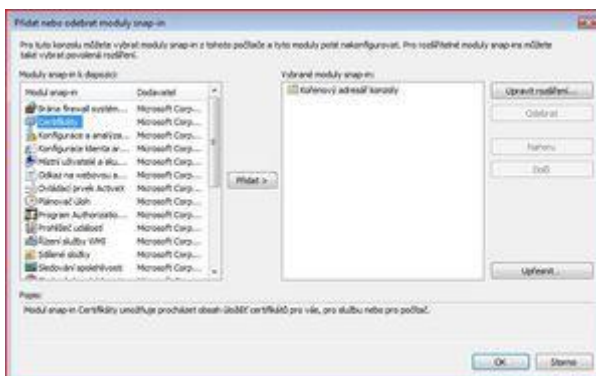 Přidat nebo odebrat moduly snap-in
Pro tuto konzolu můžete vybrat moduly snap-in z tohoto počítače a tyto moduly poté nakonfigurovat. Pro rozšiřitelné moduly snap-ins můžete
také vybrat povolená rozšíření.
Moduly snap-in k dispozici:
Vybrané moduly snap-in:
Modul snap-in Dodavatel
Brána firewall systém... Microsoft Corp...
Certifikáty Microsoft Corp...
Konfigurace a analýza... Microsoft Corp...
Konfigurace klienta ar... Microsoft Corp...
Místní uživatelé a sku... Microsoft Corp...
Odkaz na webovou a... Microsoft Corp...
Ovládací prvek ActiveX Microsoft Corp...
Plánovač úloh Microsoft Corp...
Program Authorizatio... Microsoft Corp...
Prohlížeč událostí Microsoft Corp...
Řízení služby WMI Microsoft Corp...
Sdílené složky Microsoft Corp...
Sledování spolehlivosti Microsoft Corp...
Přidat >
Kořenový adresář konzoly
Upravit rozšíření...
Odebrat
Nahoru
Dolů
Upřesnit...
Popis:
Modul snap-in Certifikáty umožňuje procházet obsah úložišť certifikátů pro vás, pro službu nebo pro počítač.
OK
Storno